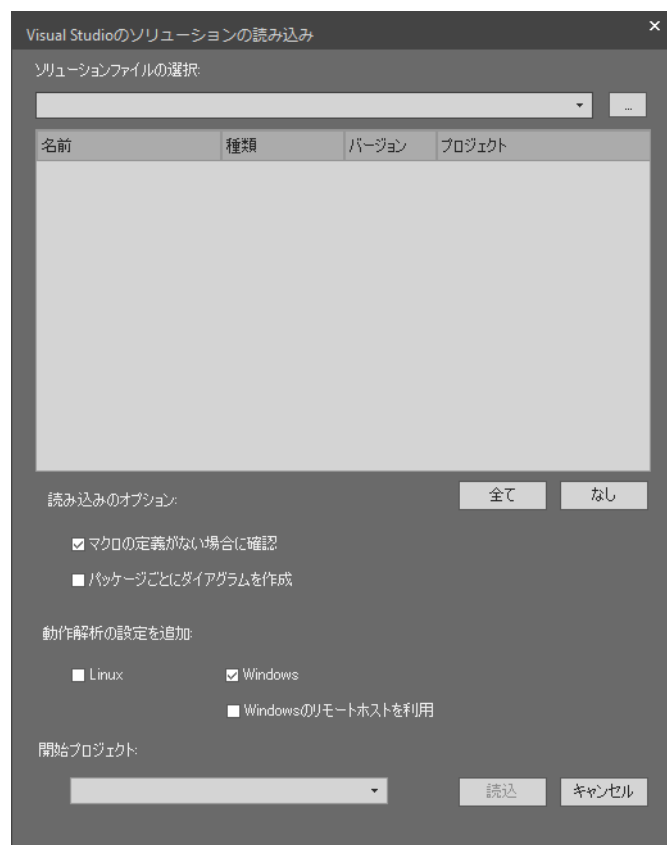 Visual Studioのソリューションの読み込み
ソリューションファイルの選択:
...
名前 種類 バージョン プロジェクト
読み込みのオプション: 全て なし
マクロの定義がない場合に確認
パッケージごとにダイアグラムを作成
動作解析の設定を追加:
Linux Windows
Windowsのリモートホストを利用
開始プロジェクト:
読込 キャンセル